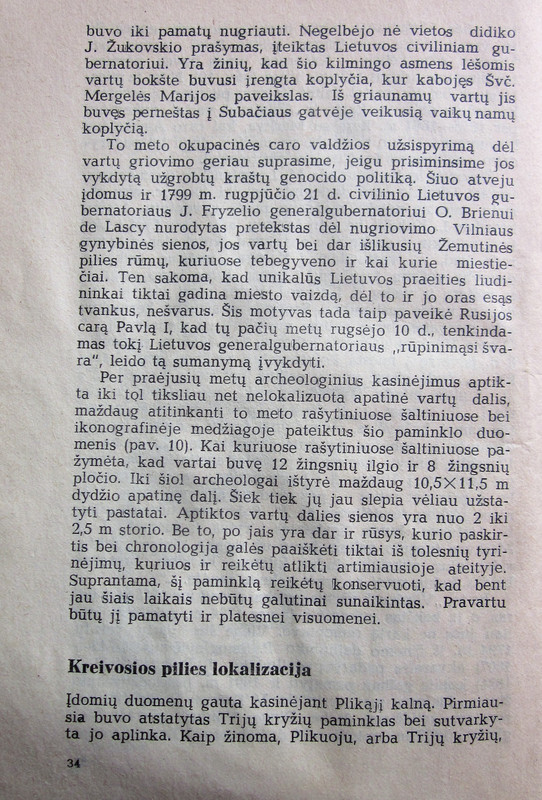 buvo iki pamatų nugriauti. Negelbėjo nė vietos didiko
J. Žukovskio prašymas, įteiktas Lietuvos civiliniam gu-
bernatoriui. Yra žinių, kad šio kilmingo asmens lėšomis
vartų bokšte buvusi įrengta koplyčia, kur kabojęs Švč.
Mergelės Marijos paveikslas. Iš griaunamų vartų jis
buvęs perneštas į Subačiaus gatvėje veikusią vaikų namų
koplyčią.
To meto okupacinės caro valdžios užsispyrimą dėl
vartų griovimo geriau suprasime, jeigu prisiminsime jos
vykdytą užgrobtų kraštų genocido politiką. Šiuo atveju
įdomus ir 1799 m. rugpjūčio 21 d. civilinio Lietuvos gu-
bernatoriaus J. Fryzelio generalgubernatoriui O. Brienui
de Lascy nurodytas pretekstas dėl nugriovimo Vilniaus
gynybinės sienos, jos vartų bei dar išlikusių Žemutinės
pilies rūmų, kuriuose tebegyveno ir kai kurie miestie-
čiai. Ten sakoma, kad unikalūs Lietuvos praeities liudi-
ninkai tiktai gadina miesto vaizdą, dėl to ir jo oras esąs
tvankus, nešvarus. Šis motyvas tada taip paveikė Rusijos
carą Pavlą I, kad tų pačių metų rugsėjo 10 d., tenkinda-
mas tokį Lietuvos generalgubernatoriaus „rūpinimąsi šva-
ra", leido tą sumanymą įvykdyti.
Per praėjusių metų archeologinius kasinėjimus aptik-
ta iki tol tiksliau net nelokalizuota apatinė vartų dalis,
maždaug atitinkanti to meto rašytiniuose šaltiniuose bei
ikonografinėje medžiagoje pateiktus šio paminklo duo-
menis (pav. 10). Kai kuriuose rašytiniuose šaltiniuose pa-
žymėta, kad vartai buvę 12 žingsnių ilgio ir 8 žingsnių
pločio. Iki šiol archeologai ištyrė maždaug 10,5×11,5 m
dydžio apatinę dalį. Šiek tiek jų jau slepia vėliau užsta-
tyti pastatai. Aptiktos vartų dalies sienos yra nuo 2 iki
2,5 m storio. Be to, po jais yra dar ir rūsys, kurio paskir-
tis bei chronologija galės paaiškėti tiktai iš tolesnių tyri-
nėjimų, kuriuos ir reikėtų atlikti artimiausioje ateityje.
Suprantama, šį paminklą reikėtų konservuoti, kad bent
jau šiais laikais nebūtų galutinai sunaikintas. Pravartu
būtų jį pamatyti ir platesnei visuomenei.
Kreivosios pilies lokalizacija
Įdomių duomenų gauta kasinėjant Plikąjį kalną. Pirmiau-
sia buvo atstatytas Trijų kryžių paminklas bei sutvarky-
ta jo aplinka. Kaip žinoma, Plikuoju, arba Trijų kryžių,
34